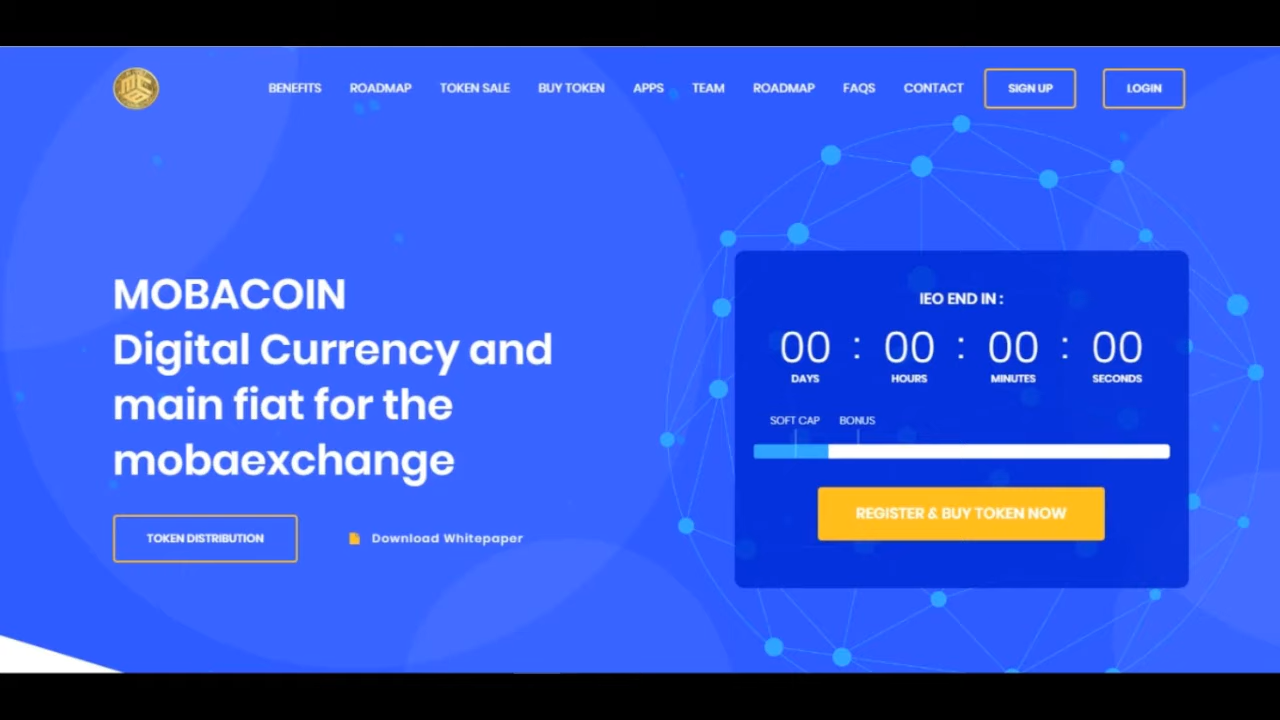 BENEFITS ROADMAP TOKEN SALE BUY TOKEN APPS TEAM ROADMAP FAQS CONTACT SIGN UP LOGIN
MOBACOIN
Digital Currency and
main fiat for the
mobaexchange
TOKEN DISTRIBUTION
Download Whitepaper
IEO END IN :
00 : 00 : 00 : 00
DAYS HOURS MINUTES SECONDS
SOFT CAP BONUS
REGISTER & BUY TOKEN NOW